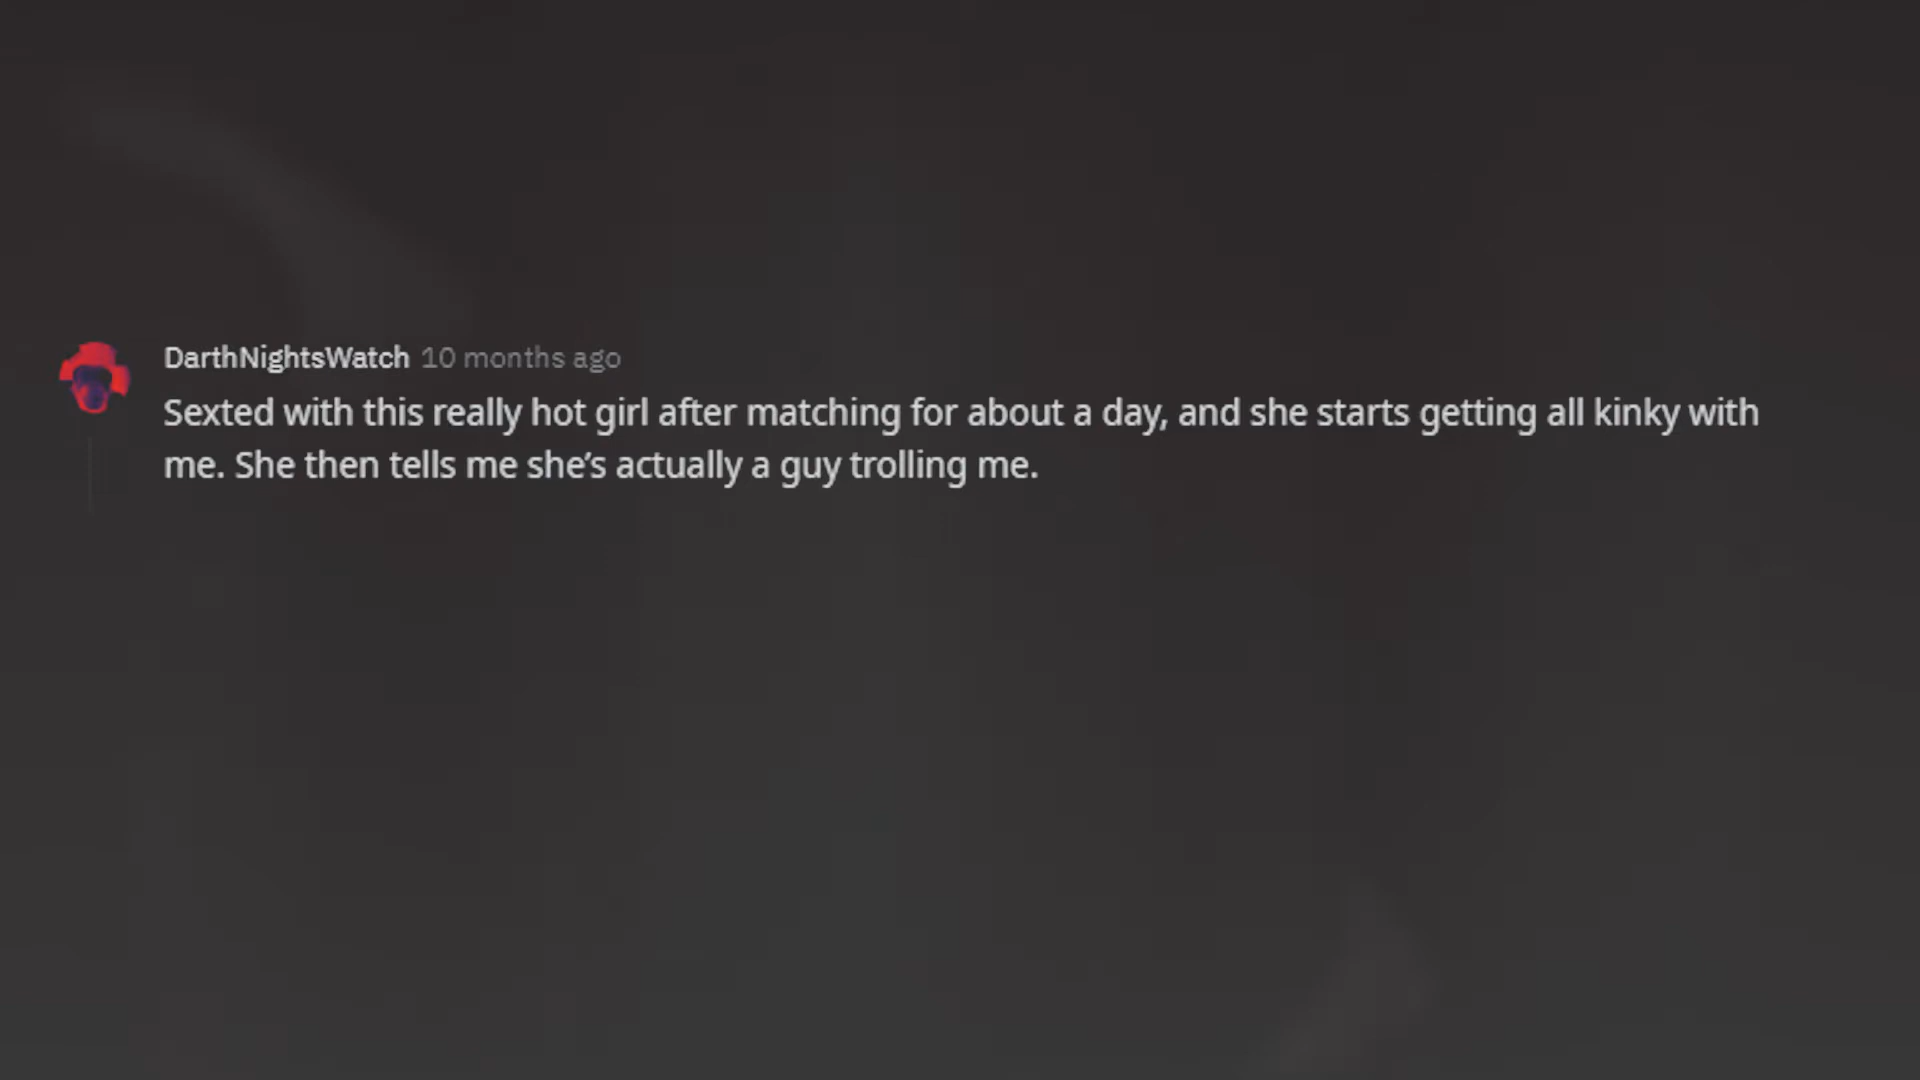 DarthNightsWatch 10 months ago
Sexted with this really hot girl after matching for about a day, and she starts getting all kinky with
me. She then tells me she’s actually a guy trolling me.